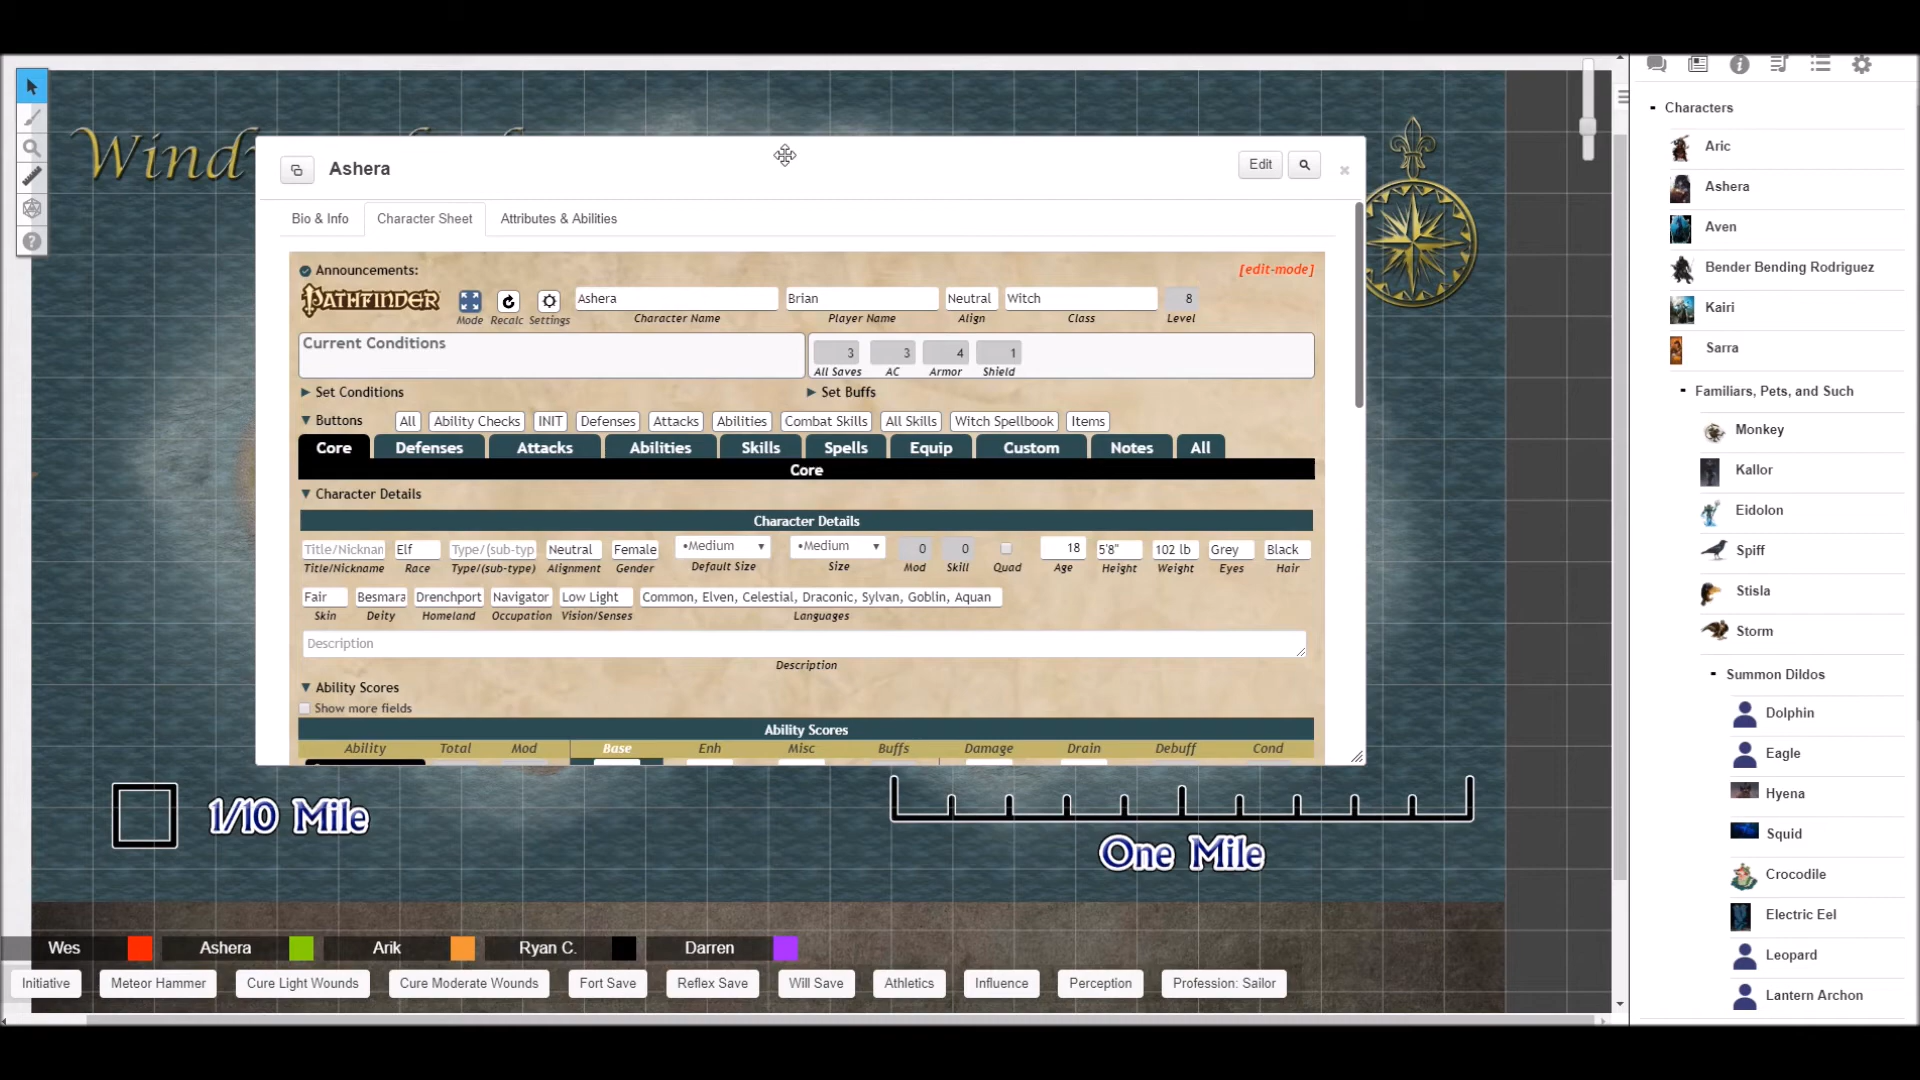 Wind
Ashera
Edit
Bio & Info
Character Sheet
Attributes & Abilities
Announcements:
[edit-mode]
PATHFINDER
Mode
Recalc
Settings
Ashera
Character Name
Brian
Player Name
Neutral
Align
Witch
Class
8
Level
Current Conditions
3
All Saves
3
AC
4
Armor
1
Shield
Set Conditions
Set Buffs
Buttons
All
Ability Checks
INIT
Defenses
Attacks
Abilities
Combat Skills
All Skills
Witch Spellbook
Items
Core
Defenses
Attacks
Abilities
Skills
Spells
Equip
Custom
Notes
All
Core
Character Details
Character Details
Title/Nicknan
Elf
Type/(sub-typ
Neutral
Female
•Medium
•Medium
0
0
18
5'8"
102 lb
Grey
Black
Title/Nickname
Race
Type/(sub-type)
Alignment
Gender
Default Size
Size
Mod
Skill
Quad
Age
Height
Weight
Eyes
Hair
Fair
Besmara
Drenchport
Navigator
Low Light
Common, Elven, Celestial, Draconic, Sylvan, Goblin, Aquan
Skin
Deity
Homeland
Occupation
Vision/Senses
Languages
Description
Description
Ability Scores
Show more fields
Ability Scores
Ability
Total
Mod
Base
Enh
Misc
Buffs
Damage
Drain
Debuff
Cond
1/10 Mile
One Mile
Wes
Ashera
Arik
Ryan C.
Darren
Initiative
Meteor Hammer
Cure Light Wounds
Cure Moderate Wounds
Fort Save
Reflex Save
Will Save
Athletics
Influence
Perception
Profession: Sailor
Characters
Aric
Ashera
Aven
Bender Bending Rodriguez
Kairi
Sarra
Familiars, Pets, and Such
Monkey
Kallor
Eidolon
Spiff
Stisla
Storm
Summon Dildos
Dolphin
Eagle
Hyena
Squid
Crocodile
Electric Eel
Leopard
Lantern Archon